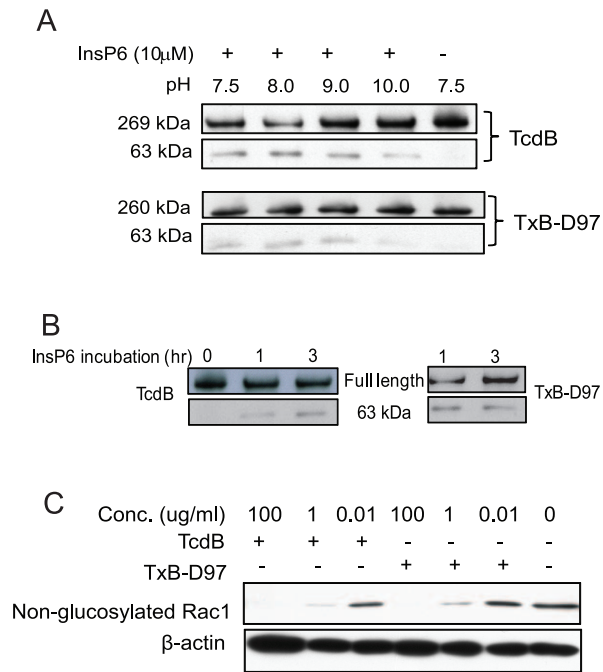 A
InsP6 (10µM) + + + + -
pH 7.5 8.0 9.0 10.0 7.5
269 kDa
63 kDa
TcdB
260 kDa
63 kDa
TxB-D97
B
InsP6 incubation (hr) 0 1 3 1 3
TcdB Full length TxB-D97
63 kDa
C
Conc. (ug/ml) 100 1 0.01 100 1 0.01 0
TcdB + + + - - - -
TxB-D97 - - - + + + -
Non-glucosylated Rac1
β-actin